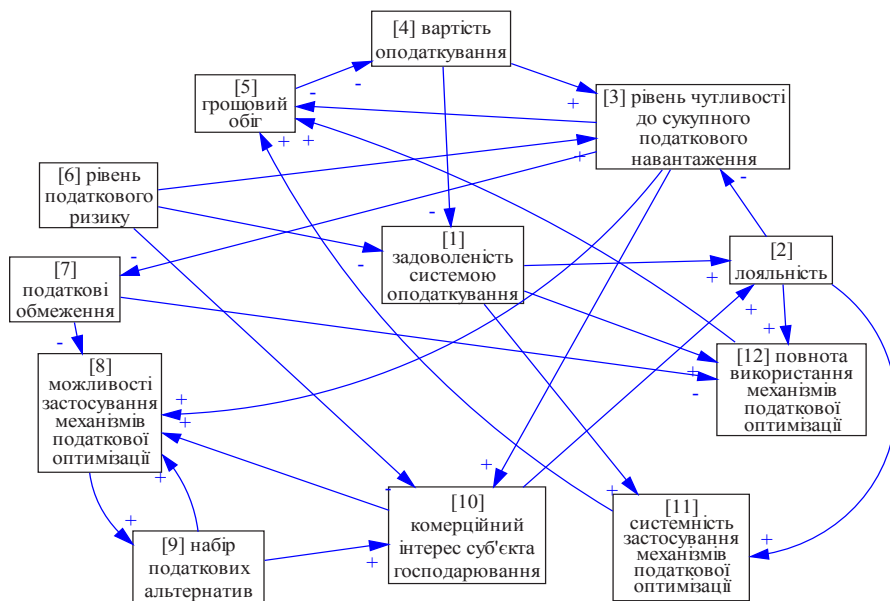 [4] вартість
оподаткування
[5]
грошовий
обіг
-
-
+
[3] рівень чутливості
до сукупного
податкового
навантаження
+
+
+
+
-
[6] рівень
податкового
ризику
-
-
-
[1]
задоволеність
системою
оподаткування
[2]
лояльність
+
+
+
+
[7]
податкові
обмеження
-
[8]
можливості
застосування
механізмів
податкової
оптимізації
+
+
+
+
-
[12] повнота
використання
механізмів
податкової
оптимізації
+
+
-
+
[10]
комерційний
інтерес суб'єкта
господарювання
+
[11]
системність
застосування
механізмів
податкової
оптимізації
+
+
[9] набір
податкових
альтернатив